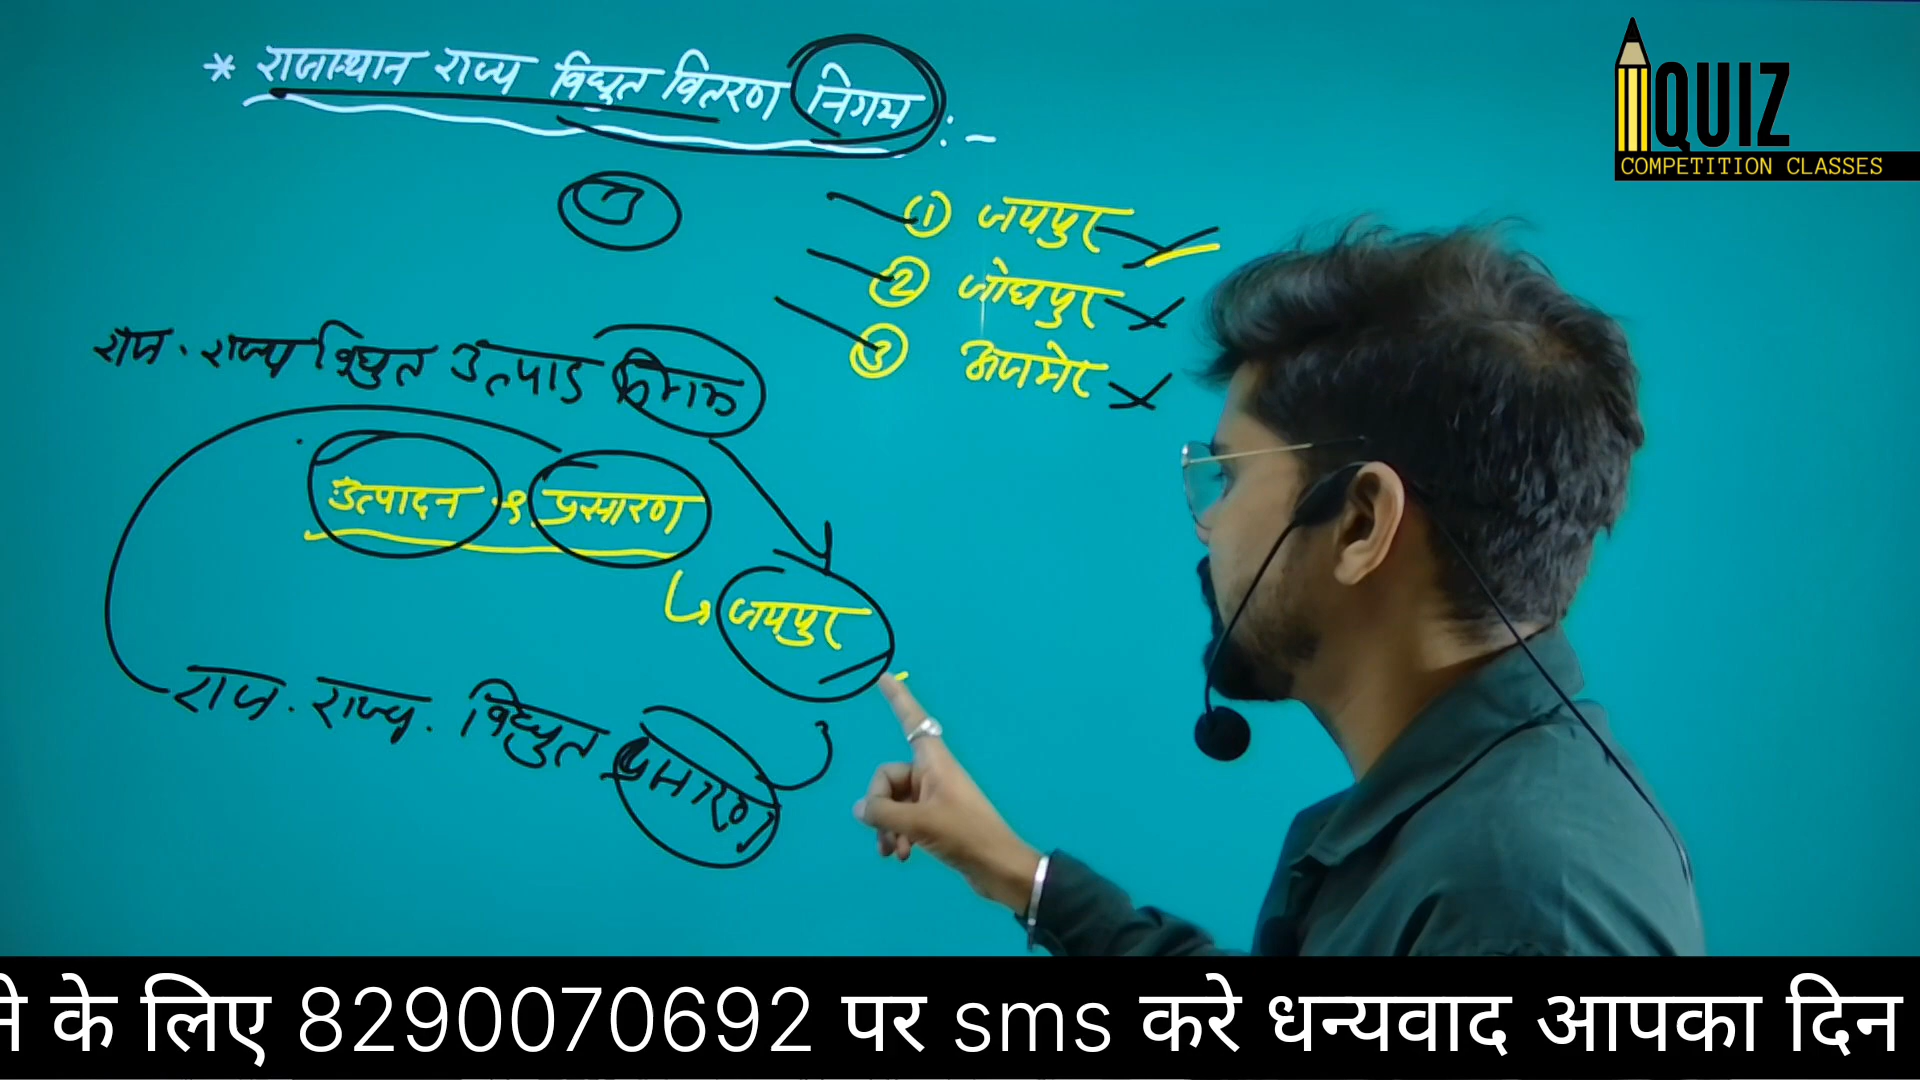 * राजस्थान राज्य विद्युत वितरण निगम :-
① जयपुर
② जोधपुर
③ अजमेर
राज. राज्य विद्युत उत्पाद निगम
उत्पादन & प्रसारण
↳ जयपुर
राज. राज्य. विद्युत प्रसारण
QUIZ
COMPETITION CLASSES
के लिए 8290070692 पर sms करे धन्यवाद आपका दिन